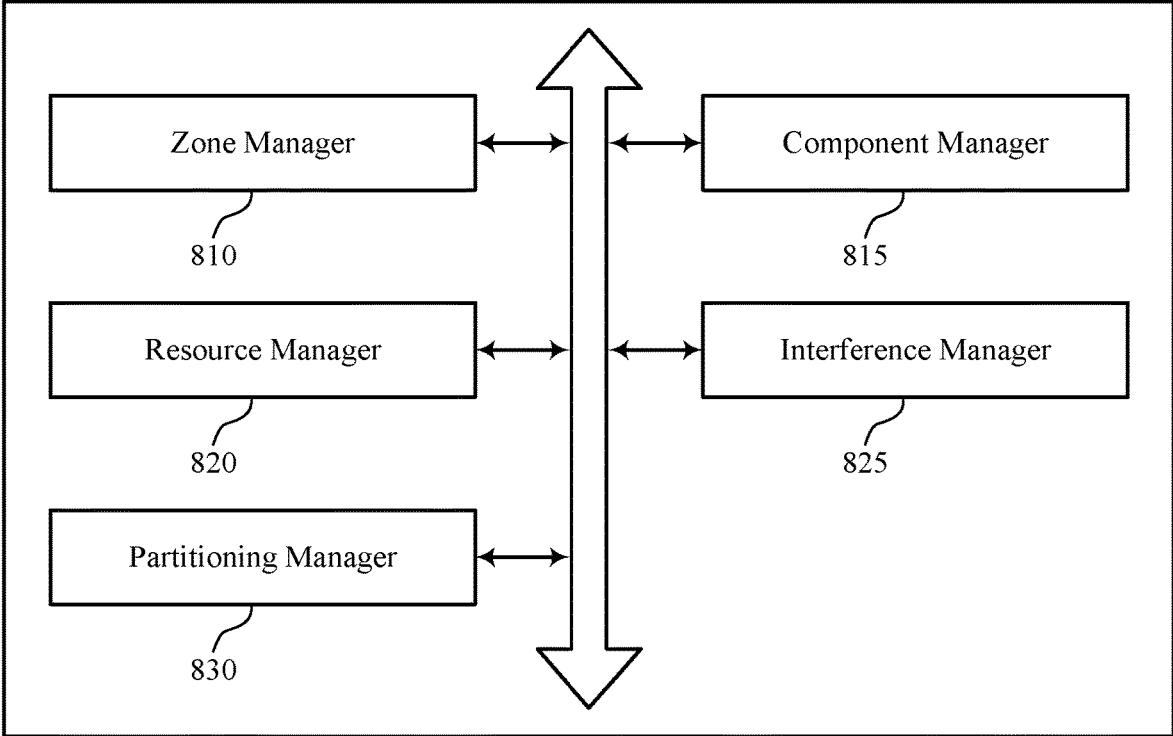 Zone Manager
810
Component Manager
815
Resource Manager
820
Interference Manager
825
Partitioning Manager
830